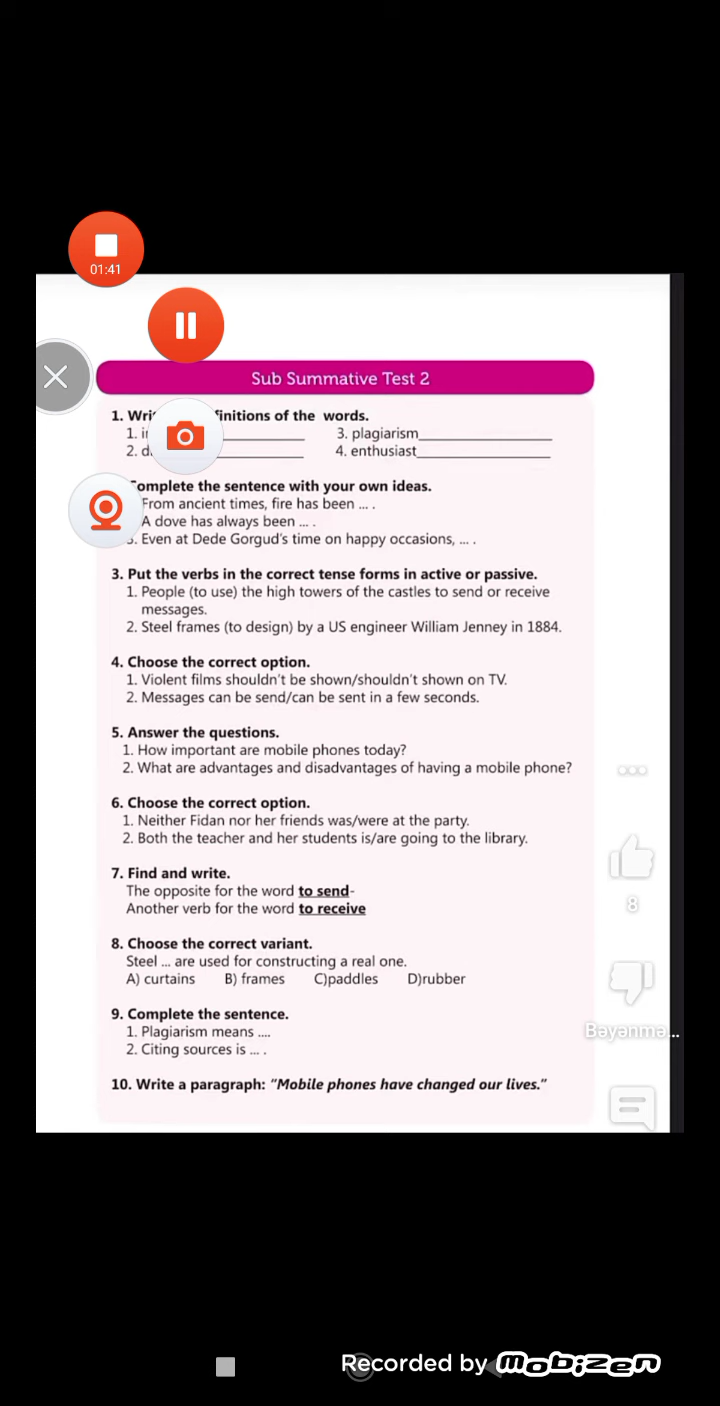 01:41
Sub Summative Test 2
1. Wri finitions of the words.
1. i 3. plagiarism
2. d 4. enthusiast
omplete the sentence with your own ideas.
From ancient times, fire has been ... .
A dove has always been ... .
3. Even at Dede Gorgud's time on happy occasions, ... .
3. Put the verbs in the correct tense forms in active or passive.
1. People (to use) the high towers of the castles to send or receive
messages.
2. Steel frames (to design) by a US engineer William Jenney in 1884.
4. Choose the correct option.
1. Violent films shouldn't be shown/shouldn't shown on TV.
2. Messages can be send/can be sent in a few seconds.
5. Answer the questions.
1. How important are mobile phones today?
2. What are advantages and disadvantages of having a mobile phone?
6. Choose the correct option.
1. Neither Fidan nor her friends was/were at the party.
2. Both the teacher and her students is/are going to the library.
7. Find and write.
The opposite for the word to send-
Another verb for the word to receive
8
8. Choose the correct variant.
Steel ... are used for constructing a real one.
A) curtains B) frames C)paddles D)rubber
9. Complete the sentence.
1. Plagiarism means ....
Bəyənmə...
2. Citing sources is ... .
10. Write a paragraph: "Mobile phones have changed our lives."
Recorded by mobizen